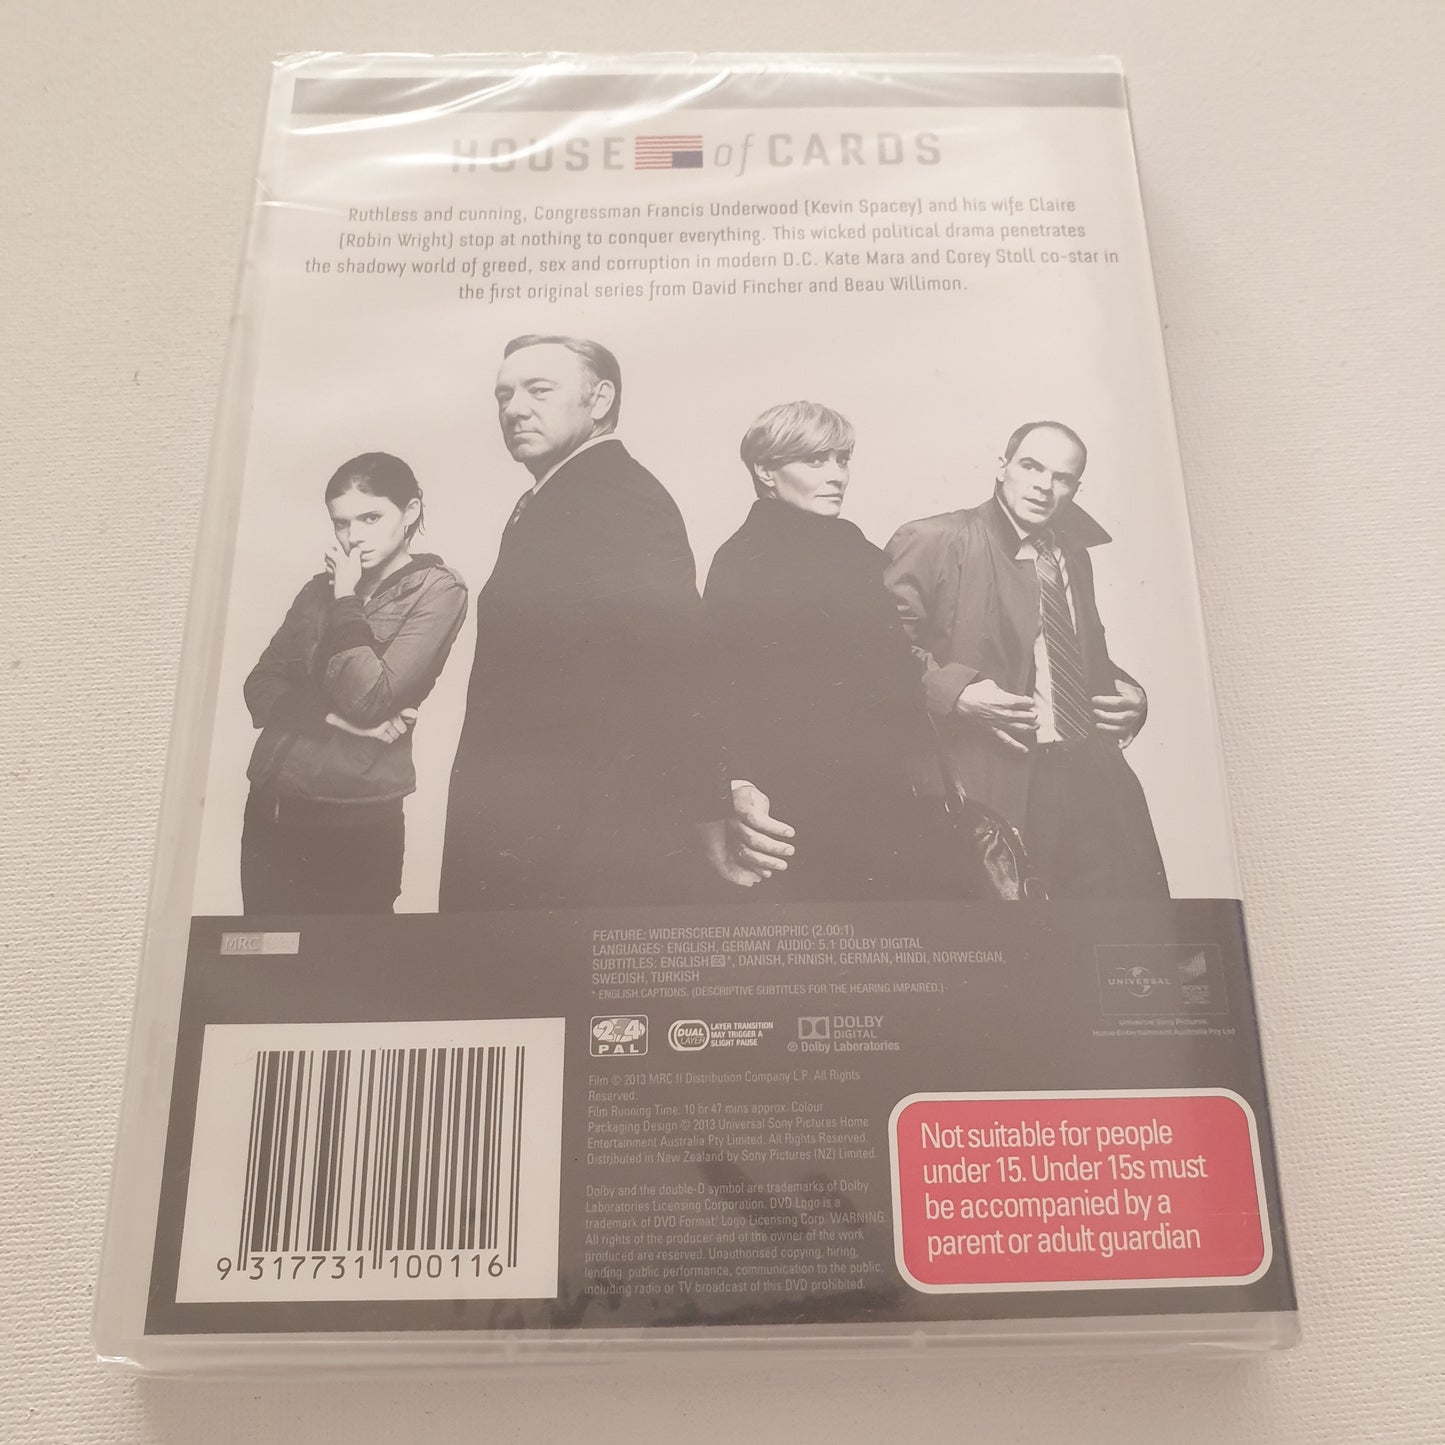 HOUSE of CARDS
Ruthless and cunning, Congressman Francis Underwood (Kevin Spacey) and his wife Claire
(Robin Wright) stop at nothing to conquer everything. This wicked political drama penetrates
the shadowy world of greed, sex and corruption in modern D.C. Kate Mara and Corey Stoll co-star in
the first original series from David Fincher and Beau Willimon.
MRC
FEATURE: WIDERSCREEN ANAMORPHIC (2.00:1)
LANGUAGES: ENGLISH, GERMAN AUDIO: 5.1 DOLBY DIGITAL
SUBTITLES: ENGLISH CC*, DANISH, FINNISH, GERMAN, HINDI, NORWEGIAN,
SWEDISH, TURKISH
* ENGLISH CAPTIONS. (DESCRIPTIVE SUBTITLES FOR THE HEARING IMPAIRED.)
UNIVERSAL
SONY
Universal Sony Pictures
Home Entertainment Australia Pty Ltd
2 4
PAL
DUAL
LAYER
LAYER TRANSITION
MAY TRIGGER A
SLIGHT PAUSE
DOLBY
DIGITAL
℗ Dolby Laboratories
Film © 2013 MRC II Distribution Company L.P. All Rights
Reserved.
Film Running Time: 10 hr 47 mins approx. Colour
Packaging Design © 2013 Universal Sony Pictures Home
Entertainment Australia Pty Limited. All Rights Reserved.
Distributed in New Zealand by Sony Pictures (NZ) Limited.
Dolby and the double-D symbol are trademarks of Dolby
Laboratories Licensing Corporation. DVD Logo is a
trademark of DVD Format/ Logo Licensing Corp. WARNING:
All rights of the producer and of the owner of the work
produced are reserved. Unauthorised copying, hiring,
lending, public performance, communication to the public,
including radio or TV broadcast of this DVD prohibited.
Not suitable for people
under 15. Under 15s must
be accompanied by a
parent or adult guardian
9 317731 100116